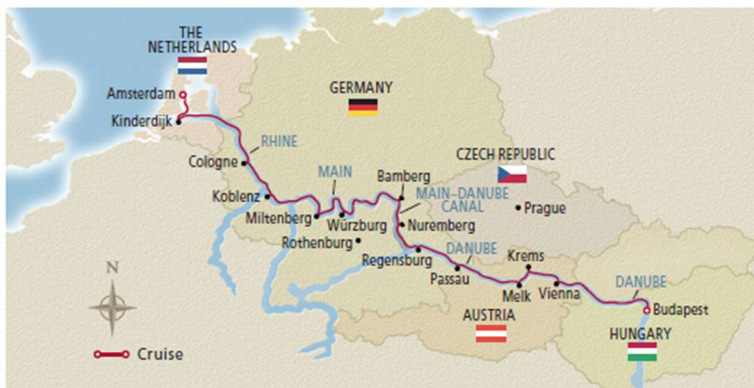 THE
NETHERLANDS
Amsterdam
Kinderdijk
GERMANY
RHINE
Cologne
Koblenz
MAIN
Miltenberg
Würzburg
Rothenburg
Bamberg
MAIN–DANUBE
CANAL
Nuremberg
CZECH REPUBLIC
Prague
Regensburg
DANUBE
Passau
Krems
Melk
Vienna
AUSTRIA
DANUBE
Budapest
HUNGARY
N
Cruise